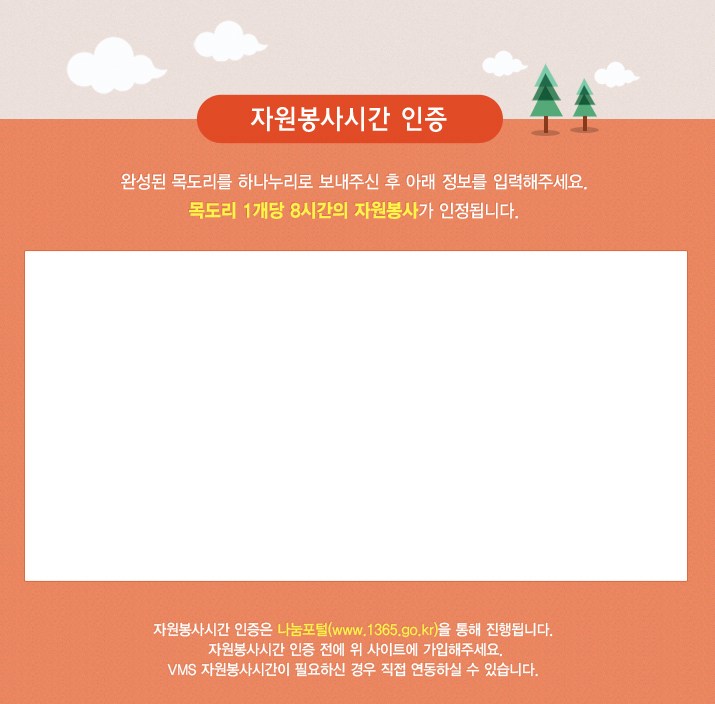 자원봉사시간 인증
완성된 목도리를 하나누리로 보내주신 후 아래 정보를 입력해주세요.
목도리 1개당 8시간의 자원봉사가 인정됩니다.
자원봉사시간 인증은 나눔포털(www.1365.go.kr)을 통해 진행됩니다.
자원봉사시간 인증 전에 위 사이트에 가입해주세요.
VMS 자원봉사시간이 필요하신 경우 직접 연동하실 수 있습니다.